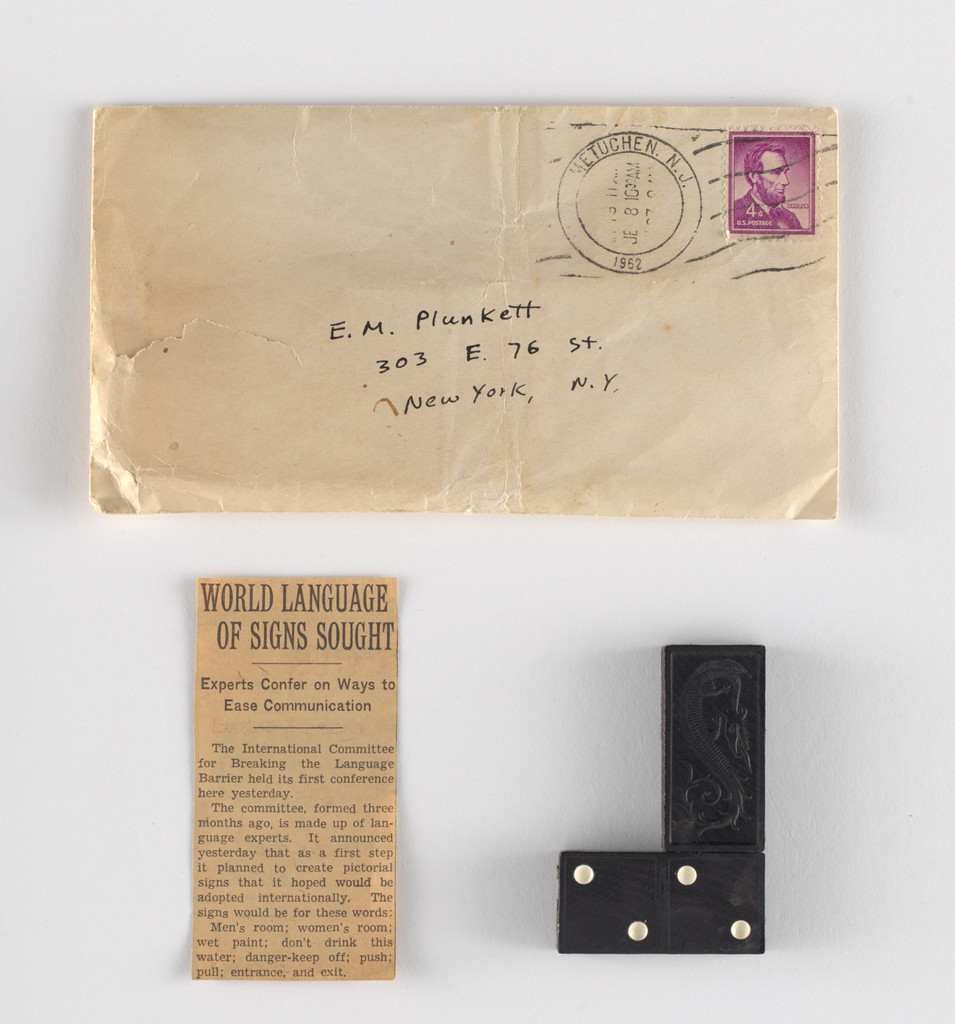 METUCHEN, N.J.
8 1030AM
1962
4¢
U.S. POSTAGE
E.M. Plunkett
303 E. 76 St.
New York, N.Y.
WORLD LANGUAGE
OF SIGNS SOUGHT
Experts Confer on Ways to
Ease Communication
The International Committee
for Breaking the Language
Barrier held its first conference
here yesterday.
The committee, formed three
months ago, is made up of lan-
guage experts. It announced
yesterday that as a first step
it planned to create pictorial
signs that it hoped would be
adopted internationally. The
signs would be for these words:
Men's room; women's room;
wet paint; don't drink this
water; danger-keep off; push;
pull; entrance, and exit.